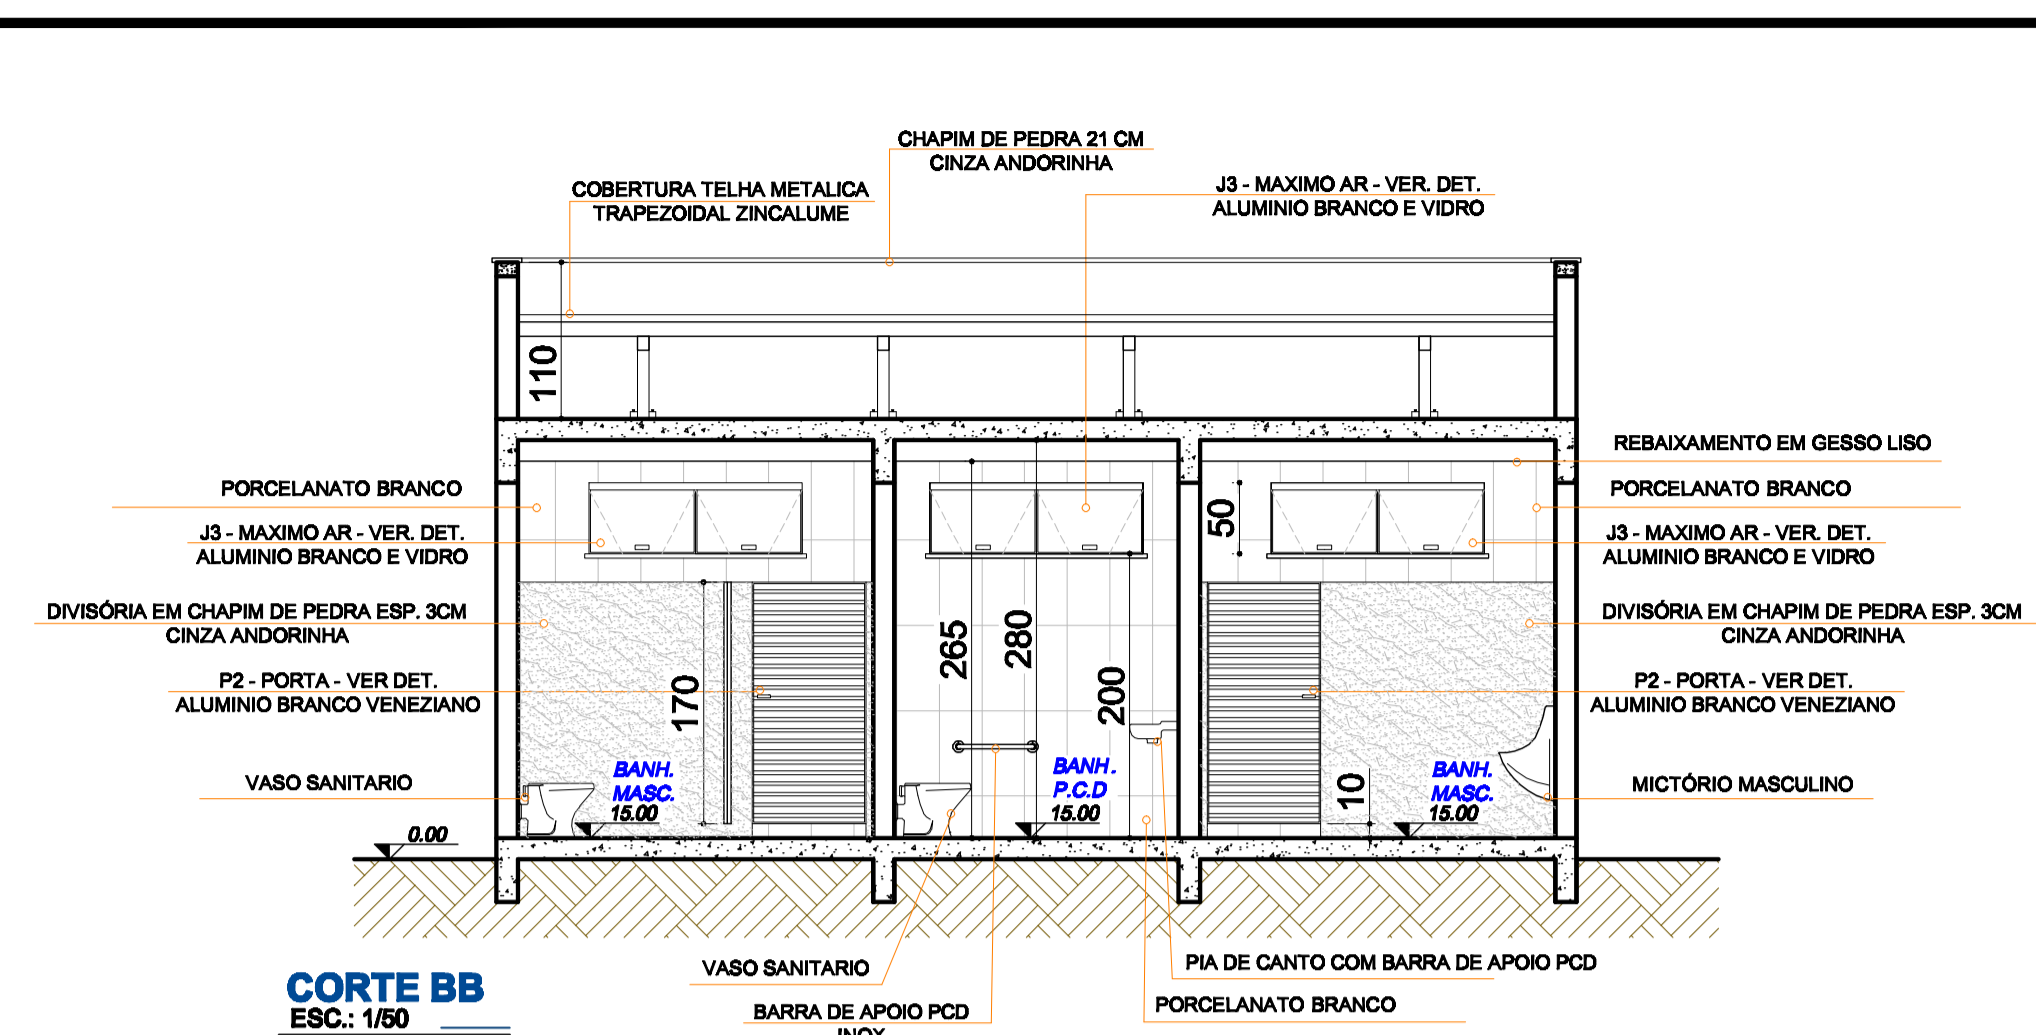 CHAPIM DE PEDRA 21 CM
CINZA ANDORINHA
COBERTURA TELHA METALICA
TRAPEZOIDAL ZINCALUME
J3 - MAXIMO AR - VER. DET.
ALUMINIO BRANCO E VIDRO
110
REBAIXAMENTO EM GESSO LISO
PORCELANATO BRANCO
PORCELANATO BRANCO
J3 - MAXIMO AR - VER. DET.
ALUMINIO BRANCO E VIDRO
50
J3 - MAXIMO AR - VER. DET.
ALUMINIO BRANCO E VIDRO
DIVISÓRIA EM CHAPIM DE PEDRA ESP. 3CM
CINZA ANDORINHA
265
280
DIVISÓRIA EM CHAPIM DE PEDRA ESP. 3CM
CINZA ANDORINHA
P2 - PORTA - VER DET.
ALUMINIO BRANCO VENEZIANO
170
200
P2 - PORTA - VER DET.
ALUMINIO BRANCO VENEZIANO
VASO SANITARIO
BANH.
MASC.
15.00
BANH.
P.C.D
15.00
10
BANH.
MASC.
15.00
MICTÓRIO MASCULINO
0.00
VASO SANITARIO
PIA DE CANTO COM BARRA DE APOIO PCD
BARRA DE APOIO PCD
INOX
PORCELANATO BRANCO
CORTE BB
ESC.: 1/50